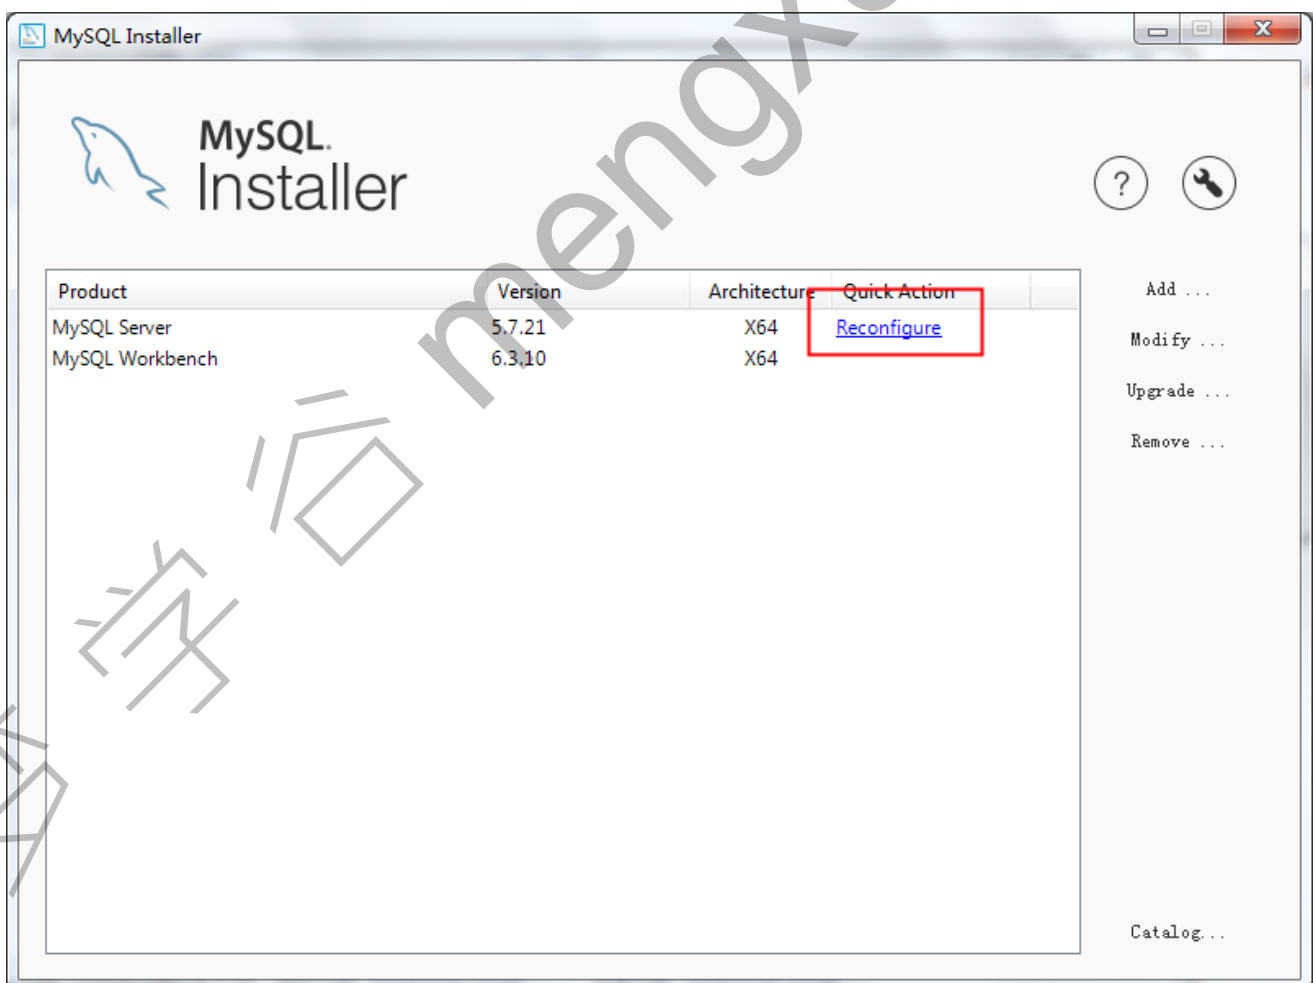 MySQL Installer
MySQL.
Installer
?
Product Version Architecture Quick Action
MySQL Server 5.7.21 X64 Reconfigure
MySQL Workbench 6.3.10 X64
Add ...
Modify ...
Upgrade ...
Remove ...
Catalog...
学谷 mengx